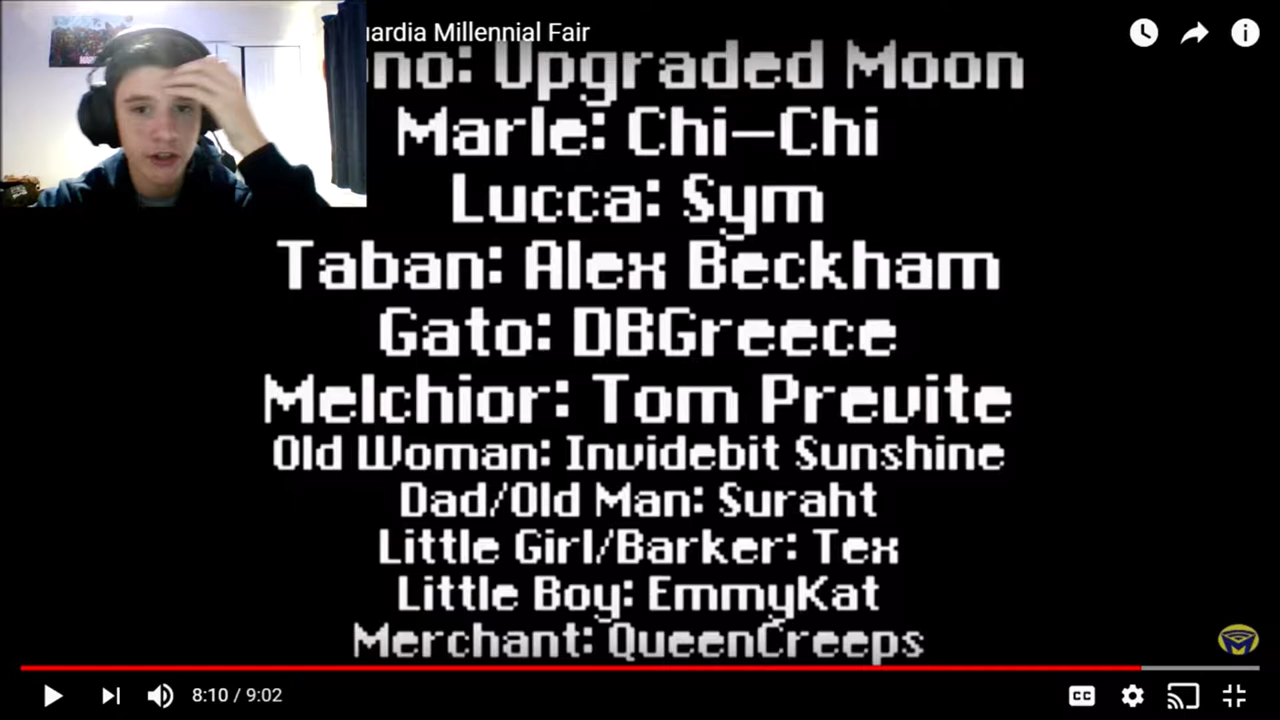 uardia Millennial Fair
no: Upgraded Moon
Marle: Chi-Chi
Lucca: Sym
Taban: Alex Beckham
Gato: DBGreece
Melchior: Tom Previte
Old Woman: Invidebit Sunshine
Dad/Old Man: Suraht
Little Girl/Barker: Tex
Little Boy: EmmyKat
Merchant: QueenCreeps
8:10 / 9:02
CC